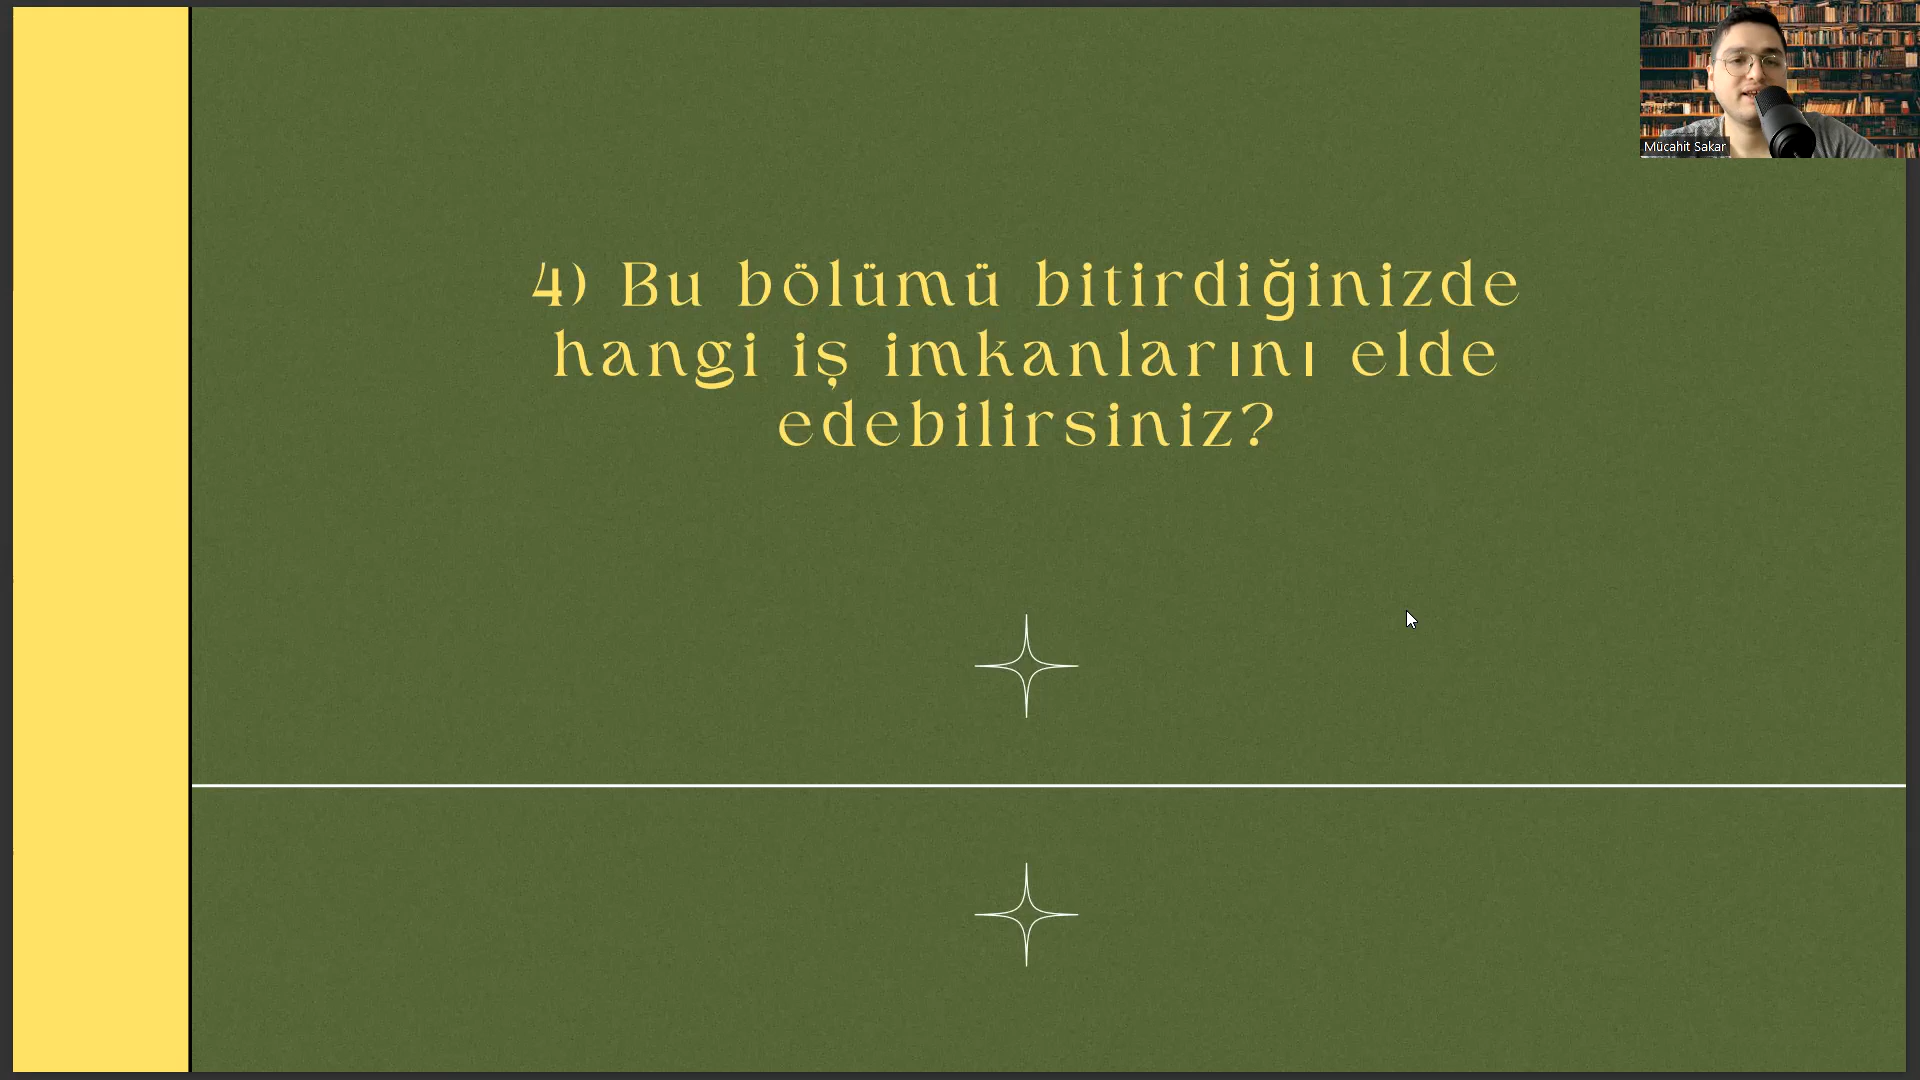 Mücahit Sakar
4) Bu bölümü bitirdiğinizde
hangi iş imkanlarını elde
edebilirsiniz?